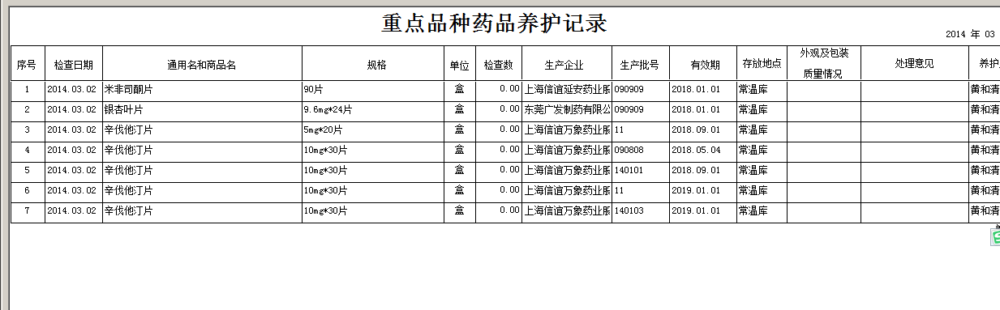 重点品种药品养护记录
2014 年 03
序号 检查日期 通用名和商品名 规格 单位 检查数 生产企业 生产批号 有效期 存放地点 外观及包装质量情况 处理意见 养护
1 2014.03.02 米非司酮片 90片 盒 0.00 上海信谊延安药业股 090909 2018.01.01 常温库 黄和清
2 2014.03.02 银杏叶片 9.6mg*24片 盒 0.00 东莞广发制药有限公 090909 2018.01.01 常温库 黄和清
3 2014.03.02 辛伐他汀片 5mg*20片 盒 0.00 上海信谊万象药业股 11 2018.09.01 常温库 黄和清
4 2014.03.02 辛伐他汀片 10mg*30片 盒 0.00 上海信谊万象药业股 090808 2018.05.04 常温库 黄和清
5 2014.03.02 辛伐他汀片 10mg*30片 盒 0.00 上海信谊万象药业股 140101 2018.09.01 常温库 黄和清
6 2014.03.02 辛伐他汀片 10mg*30片 盒 0.00 上海信谊万象药业股 11 2019.01.01 常温库 黄和清
7 2014.03.02 辛伐他汀片 10mg*30片 盒 0.00 上海信谊万象药业股 140103 2019.01.01 常温库 黄和清